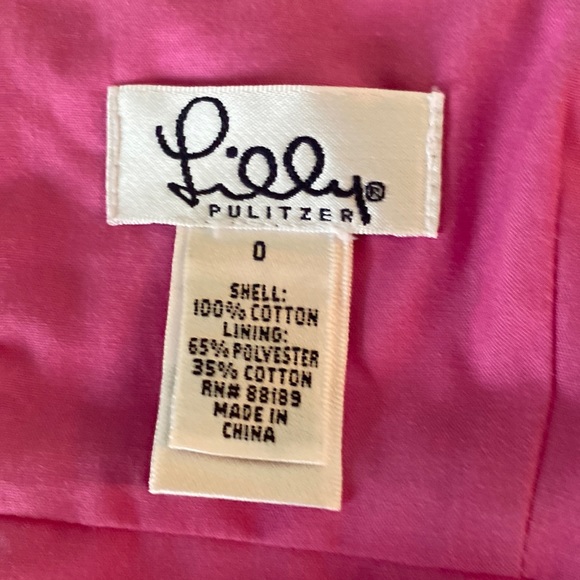 Lilly®
PULITZER
0
SHELL:
100% COTTON
LINING:
65% POLYESTER
35% COTTON
RN# 88189
MADE IN
CHINA